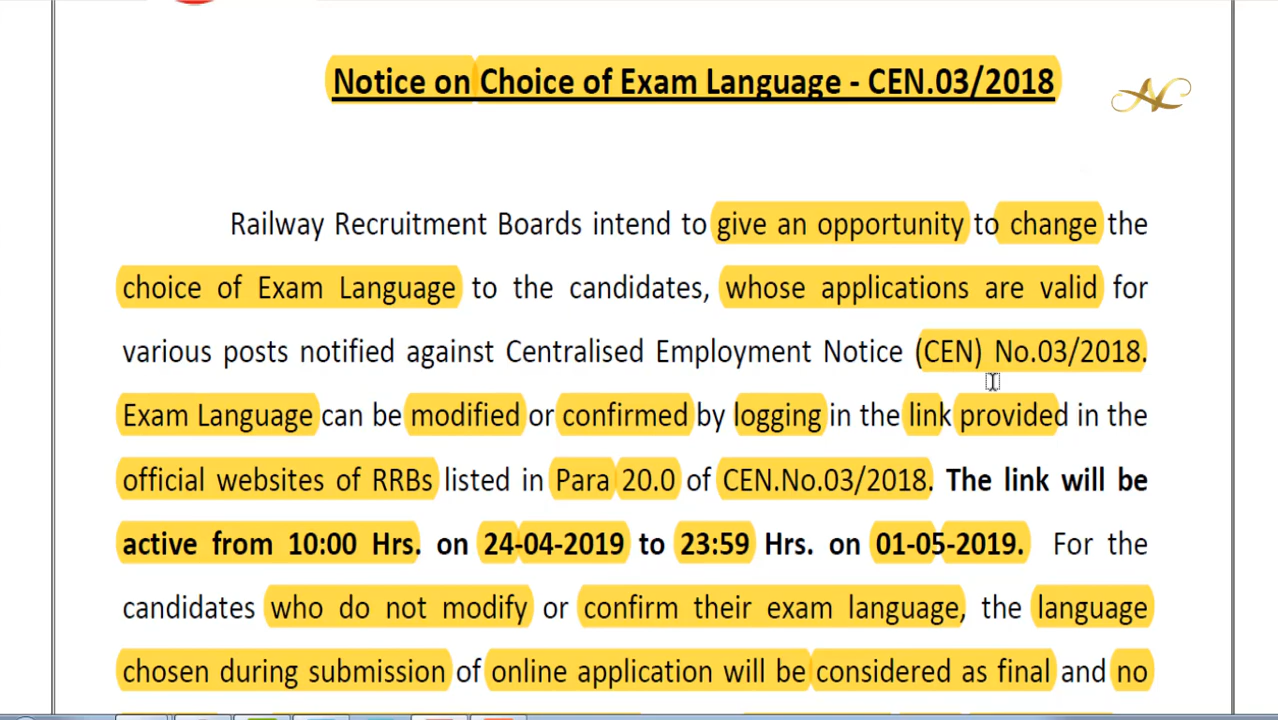 Notice on Choice of Exam Language - CEN.03/2018
Railway Recruitment Boards intend to give an opportunity to change the
choice of Exam Language to the candidates, whose applications are valid for
various posts notified against Centralised Employment Notice (CEN) No.03/2018.
Exam Language can be modified or confirmed by logging in the link provided in the
official websites of RRBs listed in Para 20.0 of CEN.No.03/2018. The link will be
active from 10:00 Hrs. on 24-04-2019 to 23:59 Hrs. on 01-05-2019. For the
candidates who do not modify or confirm their exam language, the language
chosen during submission of online application will be considered as final and no